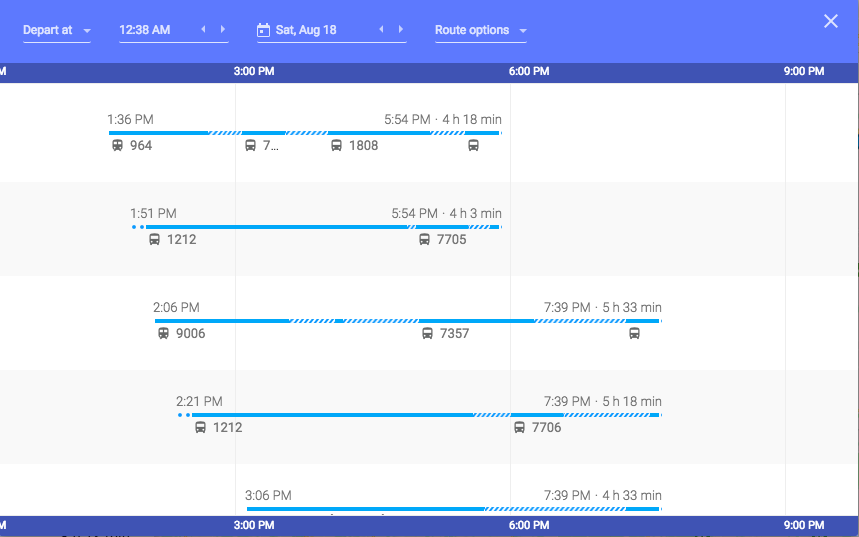 Depart at 12:38 AM Sat, Aug 18 Route options
3:00 PM 6:00 PM 9:00 PM
1:36 PM 5:54 PM · 4 h 18 min
964 7... 1808
1:51 PM 5:54 PM · 4 h 3 min
1212 7705
2:06 PM 7:39 PM · 5 h 33 min
9006 7357
2:21 PM 7:39 PM · 5 h 18 min
1212 7706
3:06 PM 7:39 PM · 4 h 33 min
3:00 PM 6:00 PM 9:00 PM